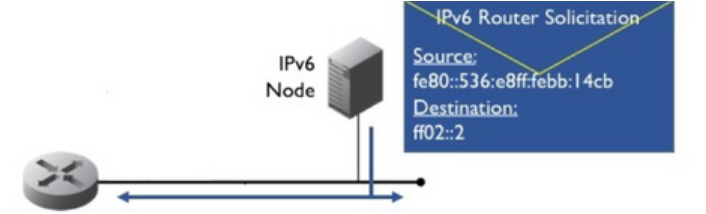 IPv6 Router Solicitation
IPv6
Node
Source:
fe80::536:e8ff:febb:14cb
Destination:
ff02::2